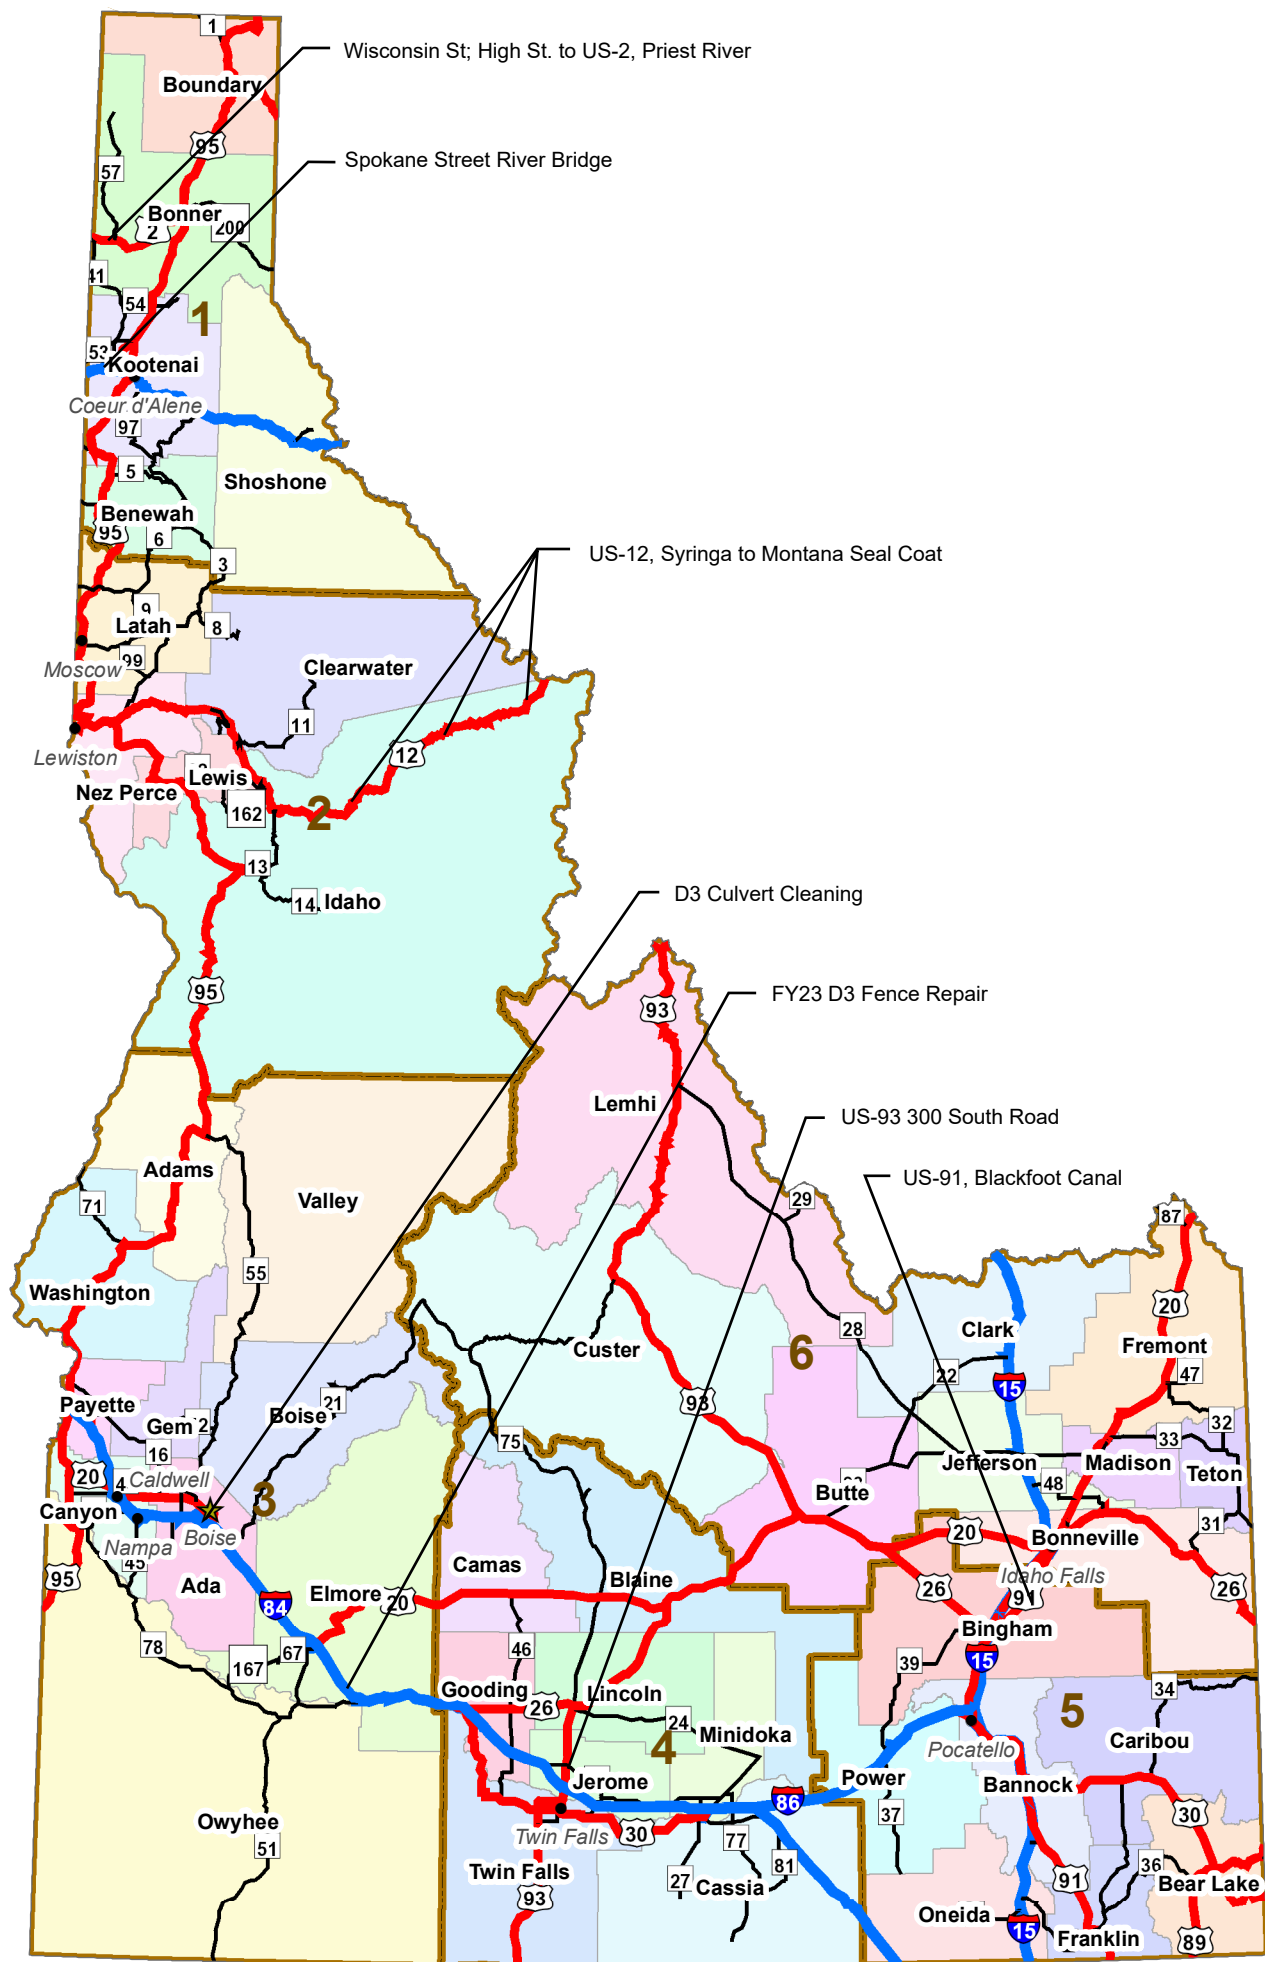 1
Wisconsin St; High St. to US-2, Priest River
Boundary
95
Spokane Street River Bridge
57
Bonner
2
200
41
54
1
53
Kootenai
Coeur d'Alene
97
5
Shoshone
Benewah
95
6
3
US-12, Syringa to Montana Seal Coat
9
Latah
8
99
Moscow
Clearwater
11
12
Lewiston
Lewis
Nez Perce
162
2
13
14
Idaho
D3 Culvert Cleaning
95
FY23 D3 Fence Repair
93
Lemhi
US-93 300 South Road
Adams
US-91, Blackfoot Canal
71
Valley
29
87
55
Washington
20
28
Clark
Custer
6
Fremont
22
47
15
93
Payette
21
Boise
Gem
32
75
33
16
Jefferson
Madison
Teton
20
Caldwell
48
Butte
3
Canyon
31
20
Bonneville
Nampa
Boise
45
Camas
Idaho Falls
95
Ada
Blaine
26
26
84
Elmore
20
91
Bingham
78
46
67
167
39
15
34
Gooding
Lincoln
26
24
5
Minidoka
4
Caribou
Pocatello
Jerome
Power
Bannock
86
37
30
Owyhee
Twin Falls
30
51
77
81
36
Twin Falls
27
Cassia
91
Bear Lake
93
Oneida
15
Franklin
89